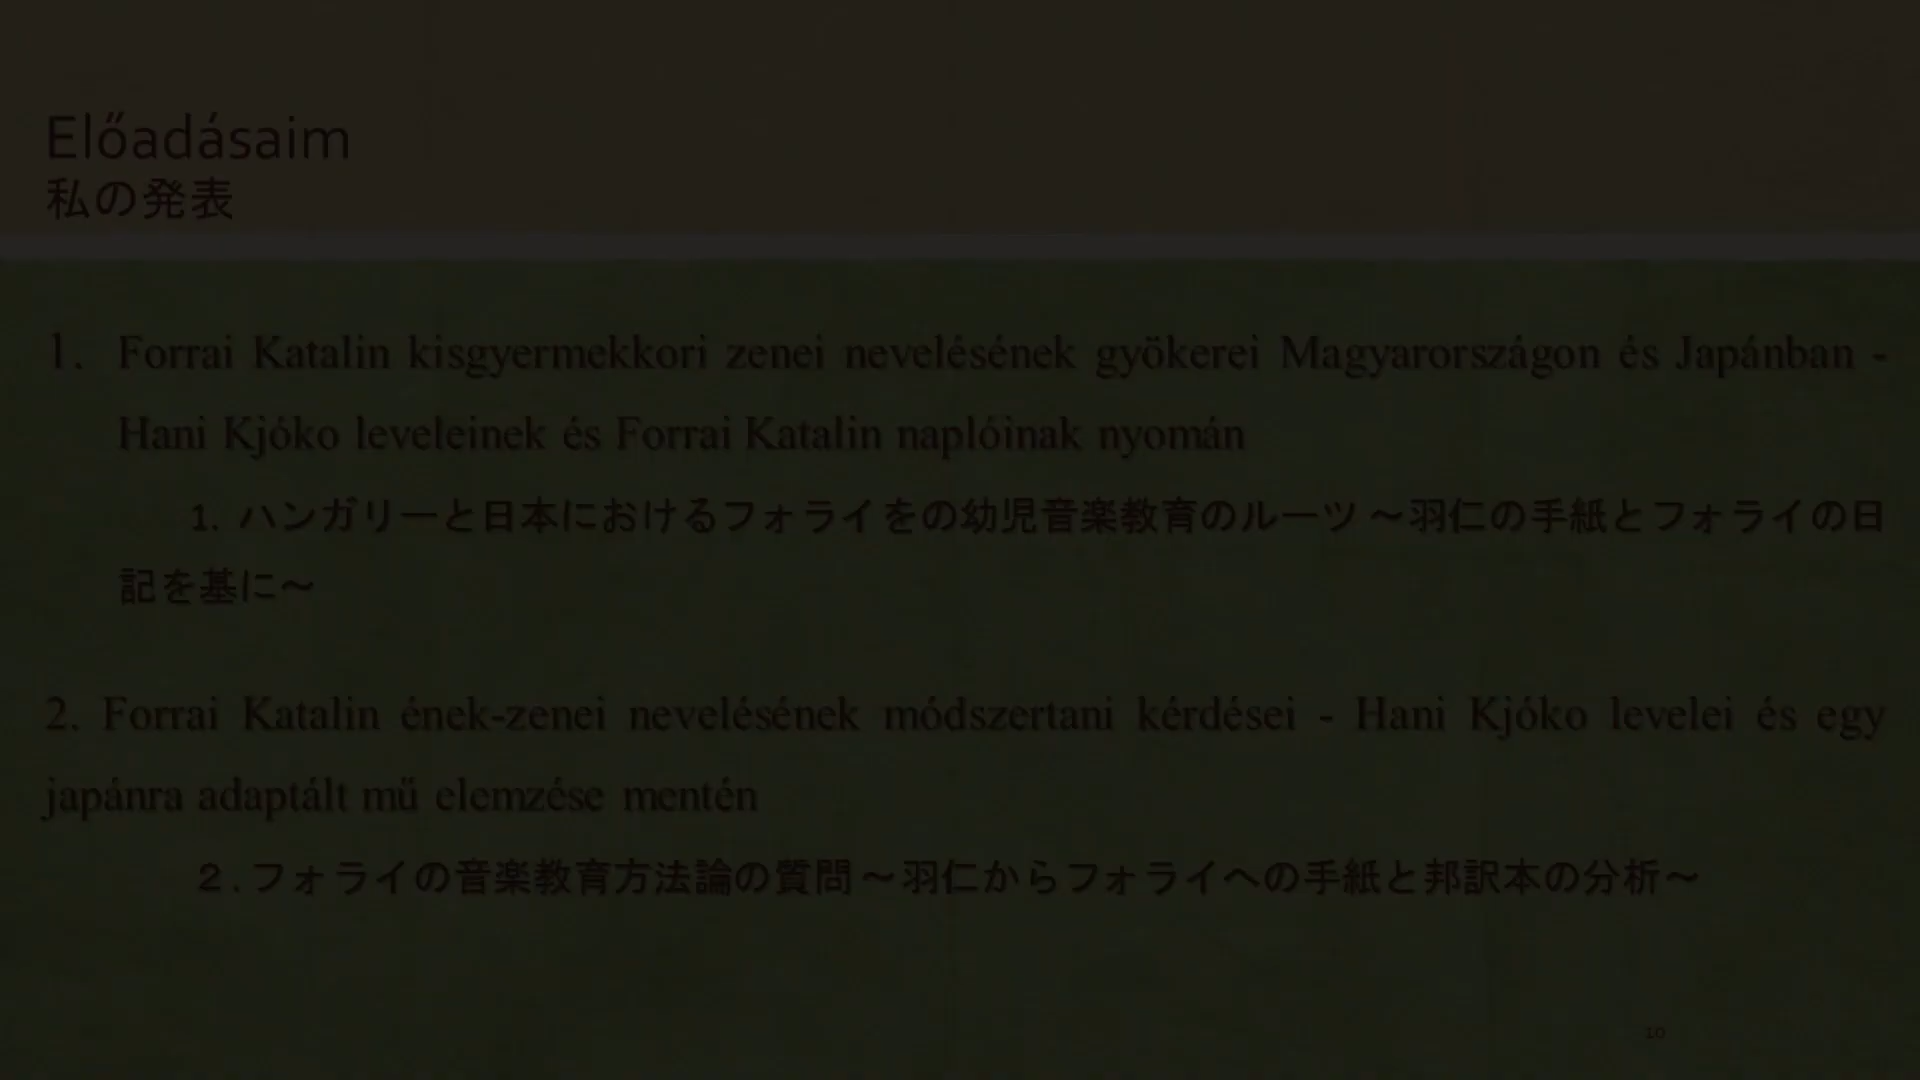 Előadásaim
私の発表
1. Forrai Katalin kisgyermekkori zenei nevelésének gyökerei Magyarországon és Japánban -
Hani Kjóko leveleinek és Forrai Katalin naplóinak nyomán
1. ハンガリーと日本におけるフォライをの幼児音楽教育のルーツ ～羽仁の手紙とフォライの日
記を基に～
2. Forrai Katalin ének-zenei nevelésének módszertani kérdései - Hani Kjóko levelei és egy
japánra adaptált mű elemzése mentén
２. フォライの音楽教育方法論の質問 ～羽仁からフォライへの手紙と邦訳本の分析～
10